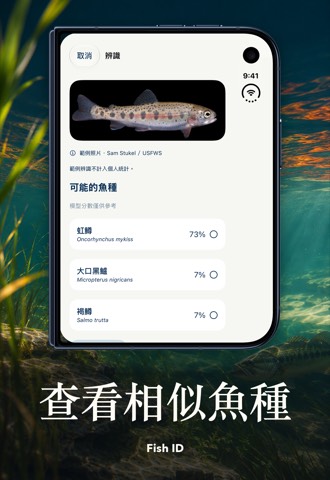 取消 辨識
9:41
ⓘ 範例照片 · Sam Stukel / USFWS
範例辨識不計入個人統計。
可能的魚種
模型分數僅供參考
虹鱒
Oncorhynchus mykiss
73%
大口黑鱸
Micropterus nigricans
7%
褐鱒
Salmo trutta
7%
查看相似魚種
Fish ID